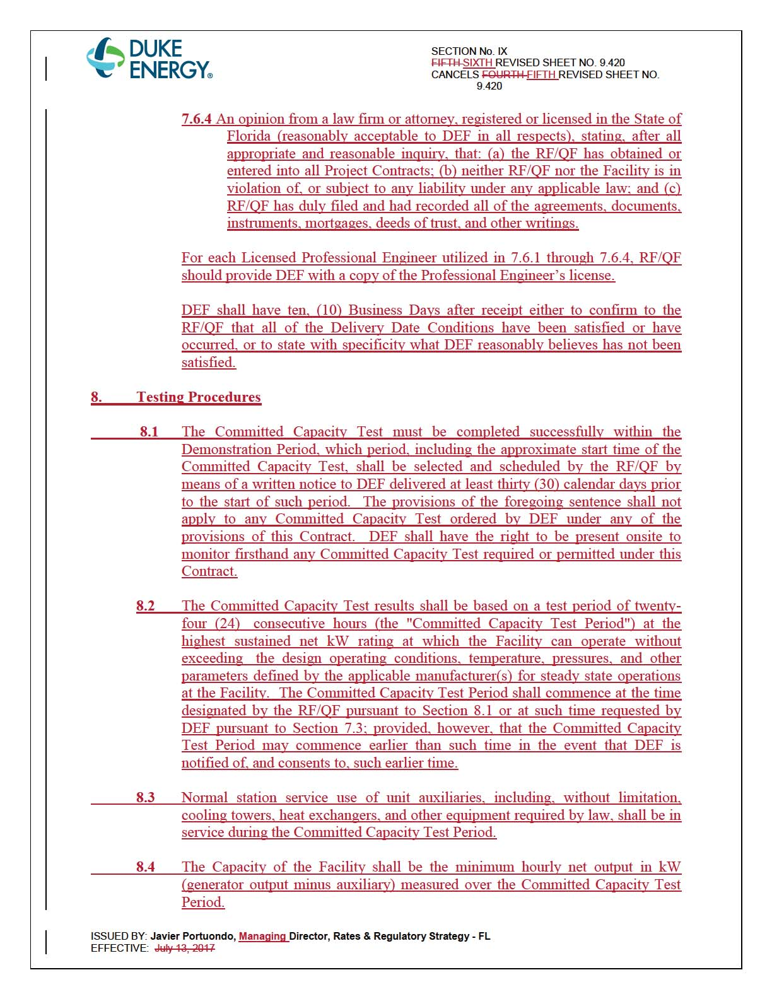 DUKE
ENERGY®
SECTION No. IX
FIFTH SIXTH REVISED SHEET NO. 9.420
CANCELS FOURTH FIFTH REVISED SHEET NO.
9.420
7.6.4 An opinion from a law firm or attorney, registered or licensed in the State of
Florida (reasonably acceptable to DEF in all respects), stating, after all
appropriate and reasonable inquiry, that: (a) the RF/QF has obtained or
entered into all Project Contracts; (b) neither RF/QF nor the Facility is in
violation of, or subject to any liability under any applicable law; and (c)
RF/QF has duly filed and had recorded all of the agreements, documents,
instruments, mortgages, deeds of trust, and other writings.
For each Licensed Professional Engineer utilized in 7.6.1 through 7.6.4, RF/QF
should provide DEF with a copy of the Professional Engineer’s license.
DEF shall have ten, (10) Business Days after receipt either to confirm to the
RF/QF that all of the Delivery Date Conditions have been satisfied or have
occurred, or to state with specificity what DEF reasonably believes has not been
satisfied.
8. Testing Procedures
8.1 The Committed Capacity Test must be completed successfully within the
Demonstration Period, which period, including the approximate start time of the
Committed Capacity Test, shall be selected and scheduled by the RF/QF by
means of a written notice to DEF delivered at least thirty (30) calendar days prior
to the start of such period. The provisions of the foregoing sentence shall not
apply to any Committed Capacity Test ordered by DEF under any of the
provisions of this Contract. DEF shall have the right to be present onsite to
monitor firsthand any Committed Capacity Test required or permitted under this
Contract.
8.2 The Committed Capacity Test results shall be based on a test period of twenty-
four (24) consecutive hours (the "Committed Capacity Test Period") at the
highest sustained net kW rating at which the Facility can operate without
exceeding the design operating conditions, temperature, pressures, and other
parameters defined by the applicable manufacturer(s) for steady state operations
at the Facility. The Committed Capacity Test Period shall commence at the time
designated by the RF/QF pursuant to Section 8.1 or at such time requested by
DEF pursuant to Section 7.3; provided, however, that the Committed Capacity
Test Period may commence earlier than such time in the event that DEF is
notified of, and consents to, such earlier time.
8.3 Normal station service use of unit auxiliaries, including, without limitation,
cooling towers, heat exchangers, and other equipment required by law, shall be in
service during the Committed Capacity Test Period.
8.4 The Capacity of the Facility shall be the minimum hourly net output in kW
(generator output minus auxiliary) measured over the Committed Capacity Test
Period.
ISSUED BY: Javier Portuondo, Managing Director, Rates & Regulatory Strategy - FL
EFFECTIVE: July 13, 2017